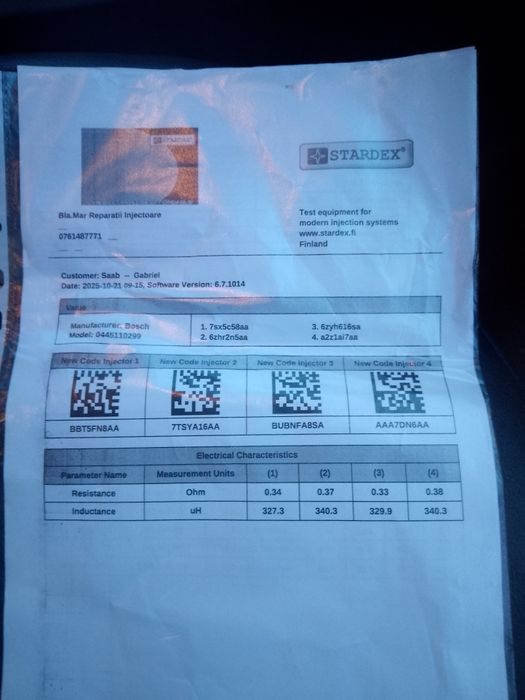 STARDEX
STARDEX®
Bla.Mar Reparatii Injectoare
0761487771
Test equipment for
modern injection systems
www.stardex.fi
Finland
Customer: Saab - Gabriel
Date: 2025-10-21 09-15, Software Version: 6.7.1014
Value
Manufacturer: Bosch
Model: 0445110299
1. 7sx5c58aa
2. 6zhr2n5aa
3. 6zyh616sa
4. a2z1ai7aa
New Code Injector 1 New Code Injector 2 New Code Injector 3 New Code Injector 4
BBT5FN8AA 7TSYA16AA BUBNFA8SA AAA7DN6AA
Electrical Characteristics
Parameter Name Measurement Units (1) (2) (3) (4)
Resistance Ohm 0.34 0.37 0.33 0.38
Inductance uH 327.3 340.3 329.9 340.3